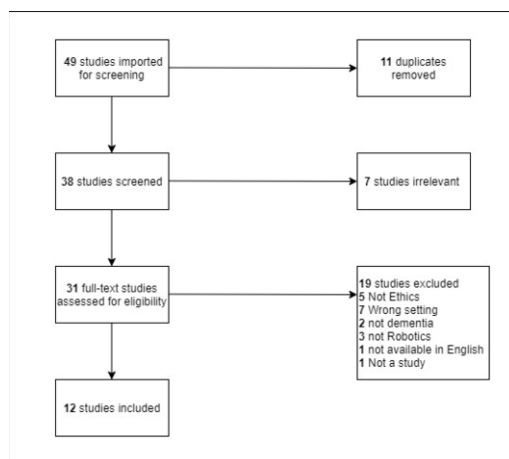 49 studies imported
for screening
11 duplicates
removed
38 studies screened
7 studies irrelevant
31 full-text studies
assessed for eligibility
19 studies excluded
5 Not Ethics
7 Wrong setting
2 not dementia
3 not Robotics
1 not available in English
1 Not a study
12 studies included